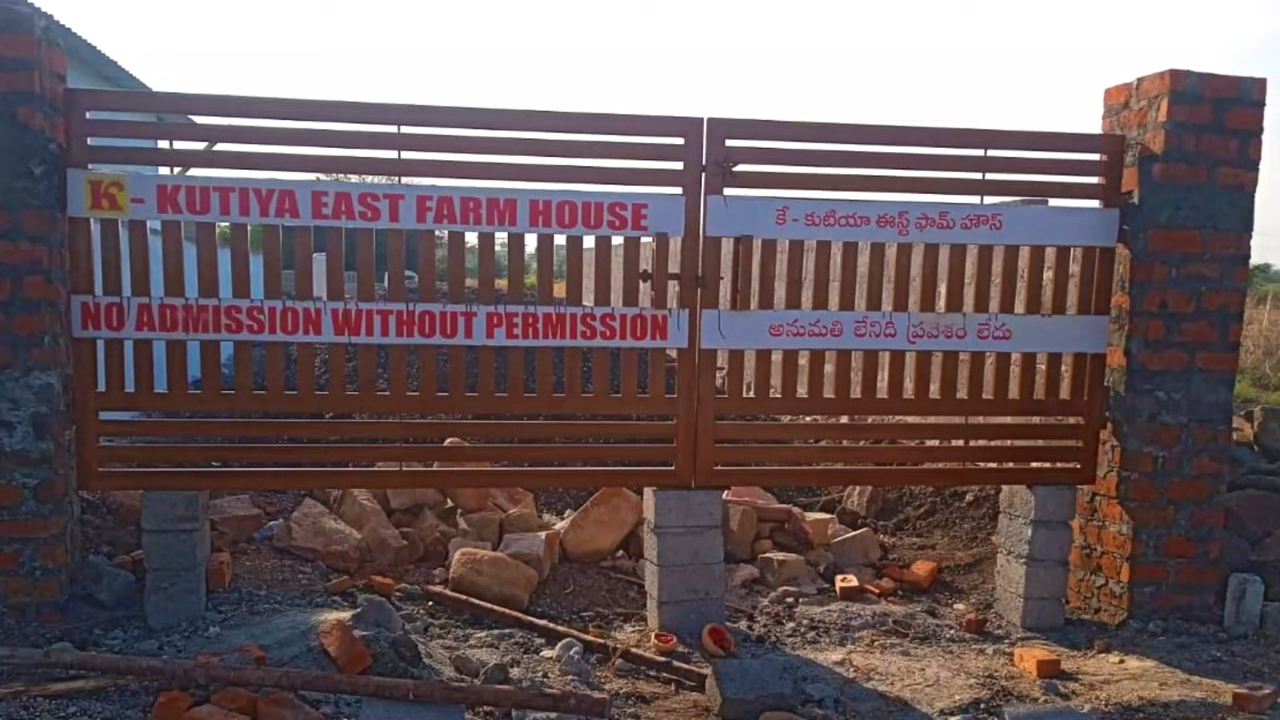 K - KUTIYA EAST FARM HOUSE
కే - కుటియా ఈస్ట్ ఫామ్ హౌస్
NO ADMISSION WITHOUT PERMISSION
అనుమతి లేనిది ప్రవేశం లేదు